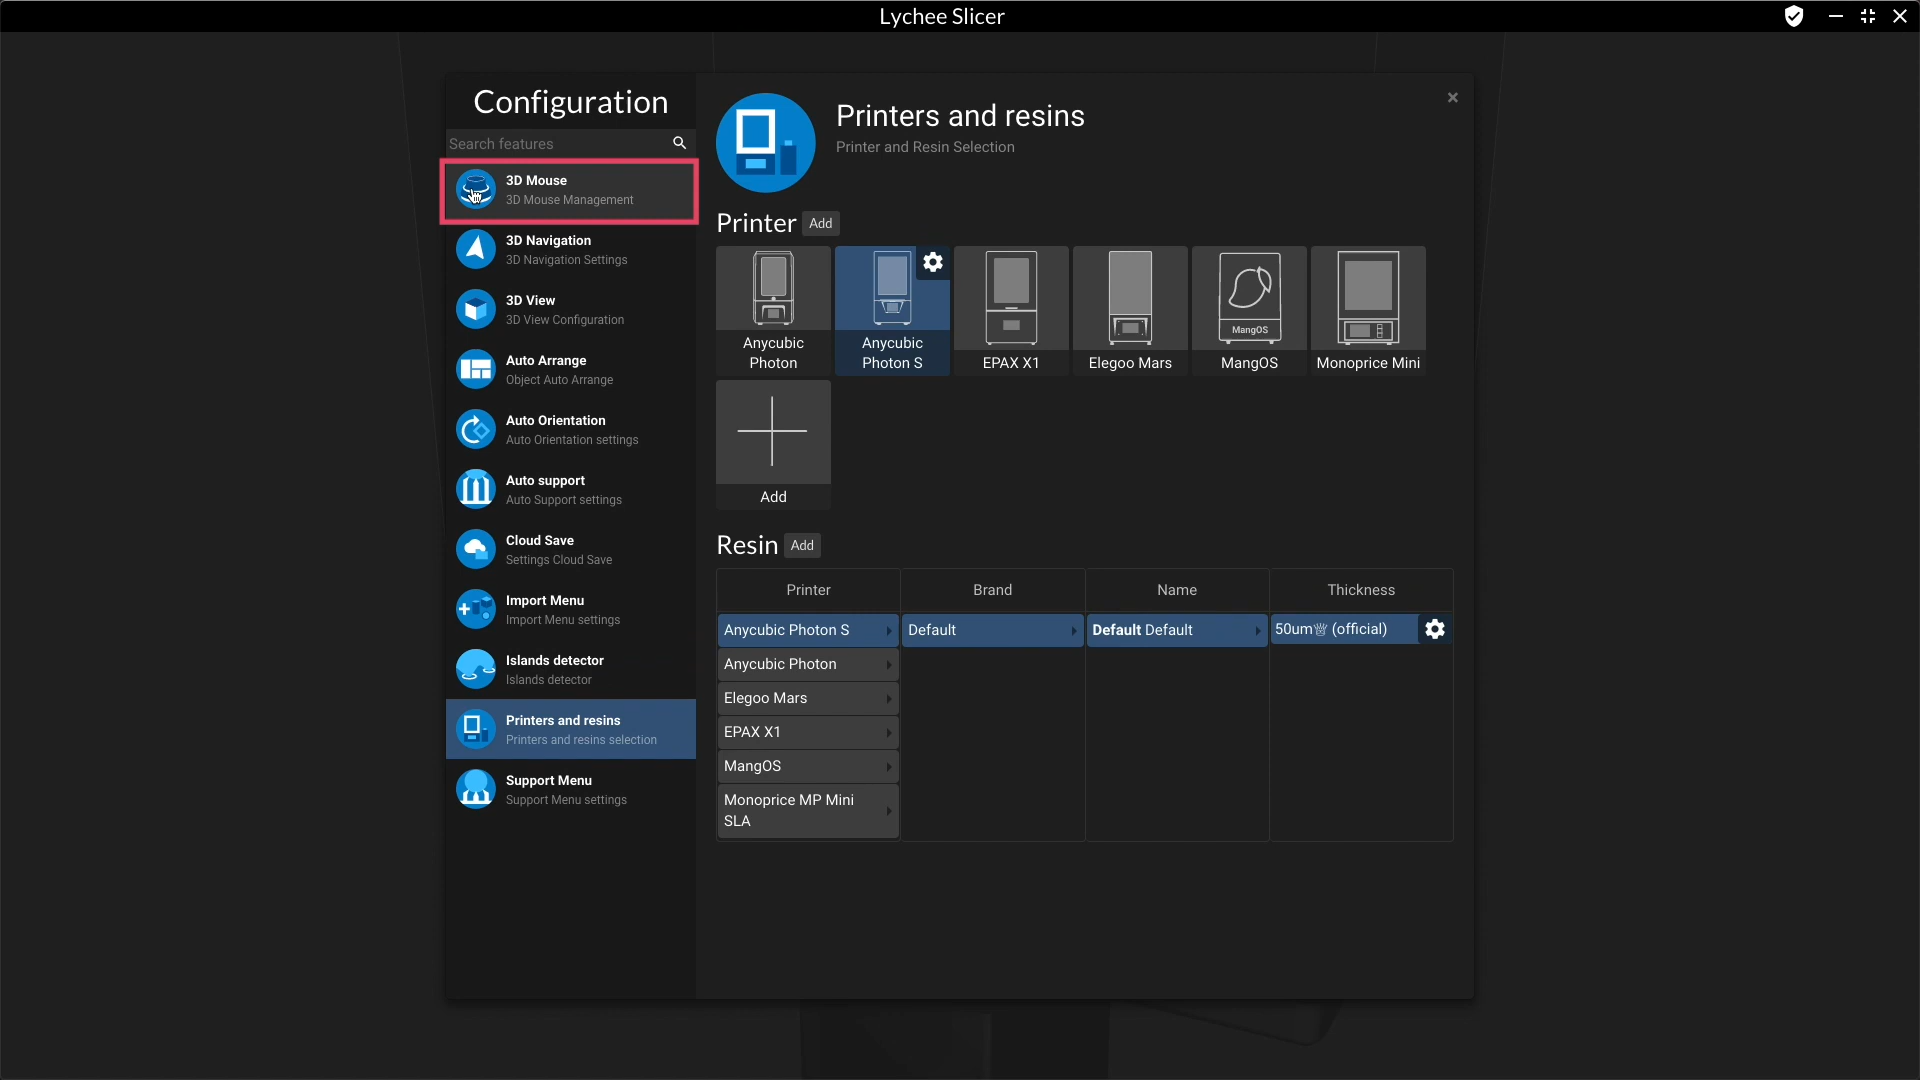 Lychee Slicer
Configuration
Search features
3D Mouse
3D Mouse Management
3D Navigation
3D Navigation Settings
3D View
3D View Configuration
Auto Arrange
Object Auto Arrange
Auto Orientation
Auto Orientation settings
Auto support
Auto Support settings
Cloud Save
Settings Cloud Save
Import Menu
Import Menu settings
Islands detector
Islands detector
Printers and resins
Printers and resins selection
Support Menu
Support Menu settings
Printers and resins
Printer and Resin Selection
Printer Add
Anycubic
Photon
Anycubic
Photon S
EPAX X1
Elegoo Mars
MangOS
MangOS
Monoprice Mini
Add
Resin Add
Printer Brand Name Thickness
Anycubic Photon S Default Default Default 50um (official)
Anycubic Photon
Elegoo Mars
EPAX X1
MangOS
Monoprice MP Mini
SLA